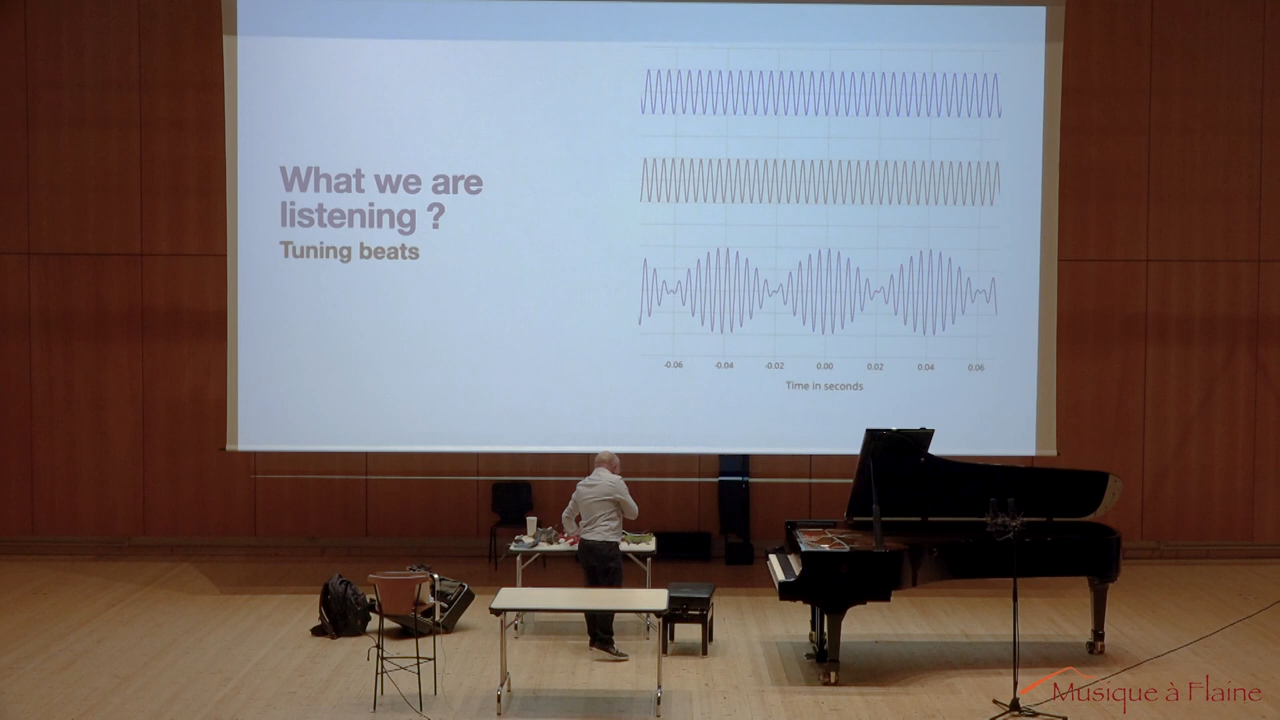 What we are
listening ?
Tuning beats
-0.06 -0.04 -0.02 0.00 0.02 0.04 0.06
Time in seconds
Musique à Flaine